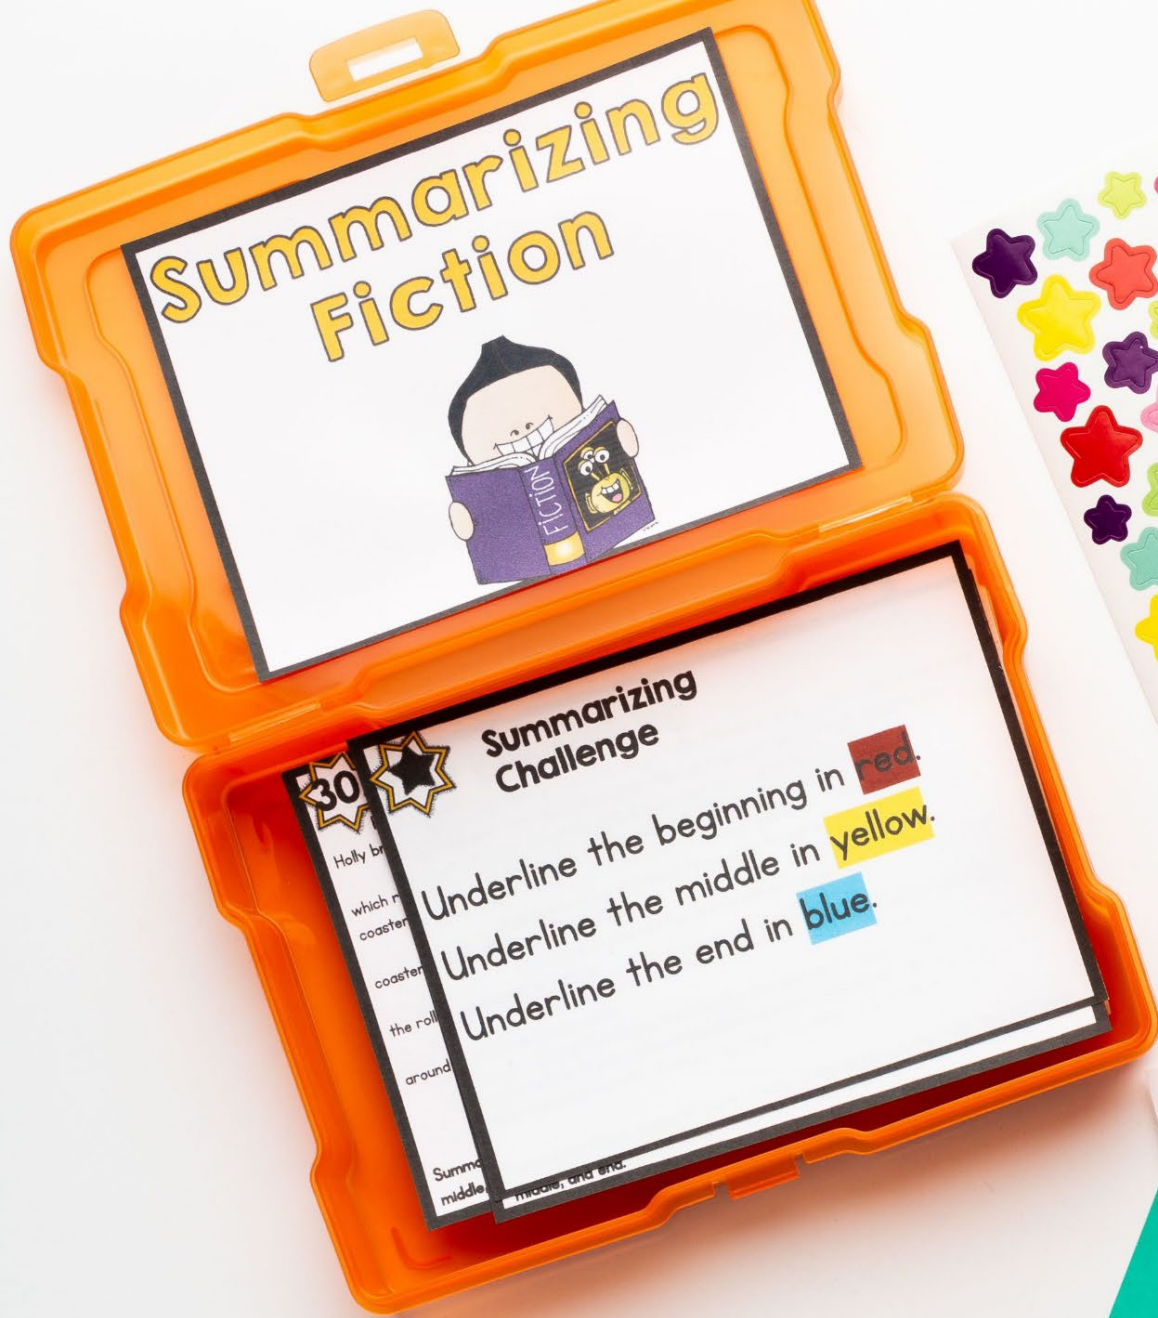 Summarizing
Fiction
FICTION
Summarizing
Challenge
Underline the beginning in red.
Underline the middle in yellow.
Underline the end in blue.
30
Holly
which
coaster
coaster
the
around
middle,
middle, and end.